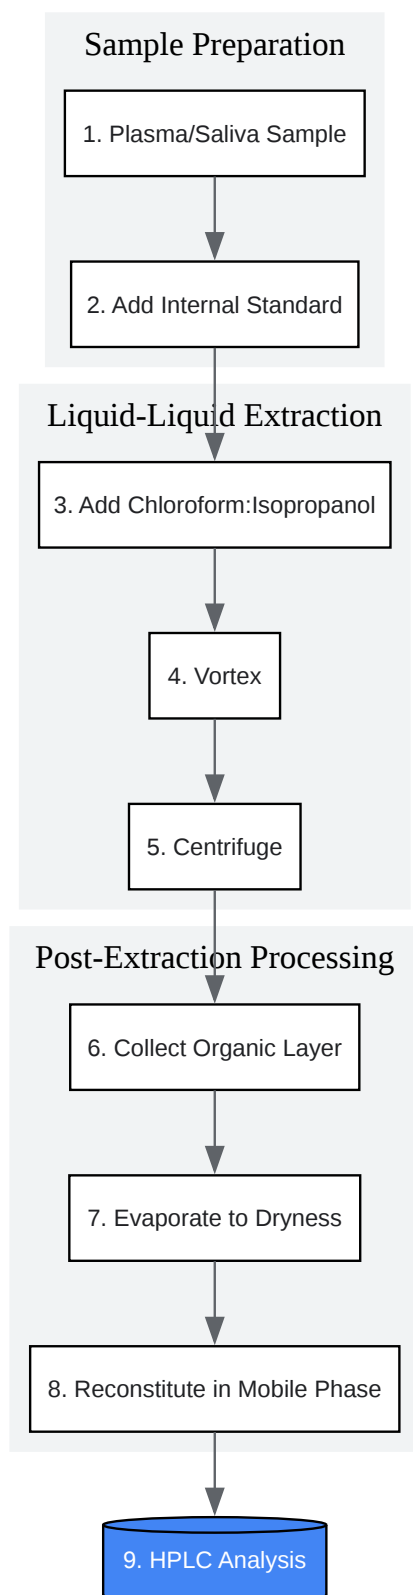 Sample Preparation
1. Plasma/Saliva Sample
2. Add Internal Standard
Liquid-Liquid Extraction
3. Add Chloroform:Isopropanol
4. Vortex
5. Centrifuge
Post-Extraction Processing
6. Collect Organic Layer
7. Evaporate to Dryness
8. Reconstitute in Mobile Phase
9. HPLC Analysis